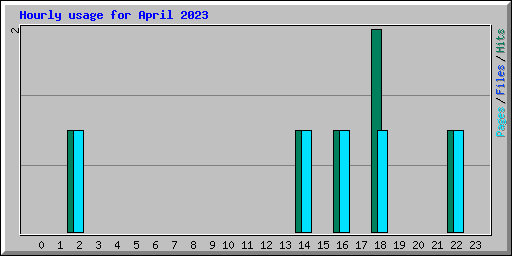 Hourly usage for April 2023
2
Pages/Files/Hits
0 1 2 3 4 5 6 7 8 9 10 11 12 13 14 15 16 17 18 19 20 21 22 23